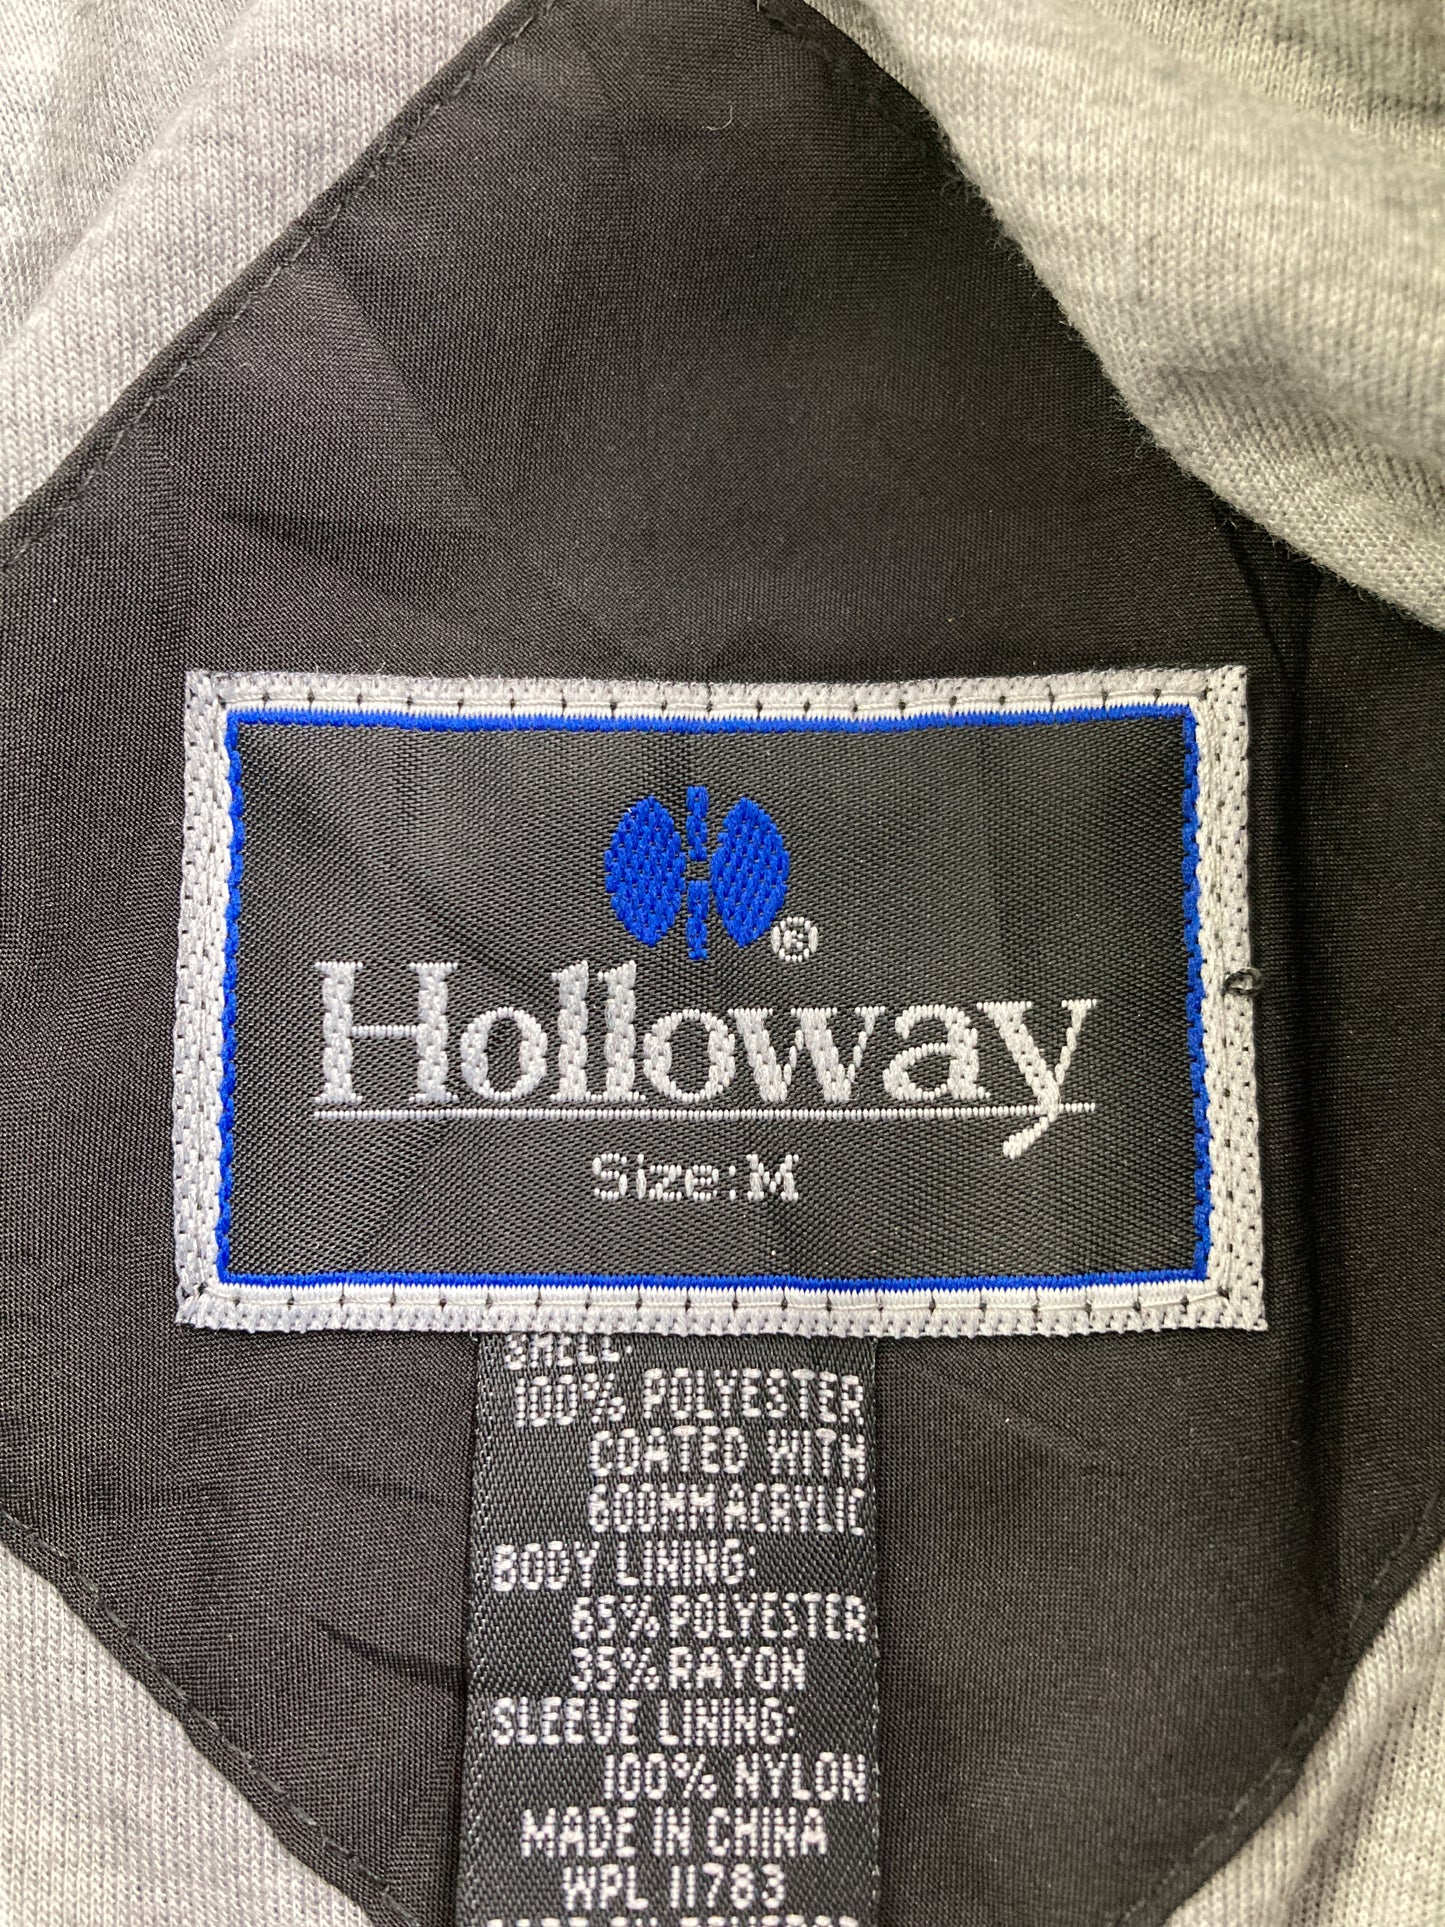 ®
Holloway
Size:M
SHELL:
100% POLYESTER
COATED WITH
600MM ACRYLIC
BODY LINING:
65% POLYESTER
35% RAYON
SLEEVE LINING:
100% NYLON
MADE IN CHINA
WPL 11783